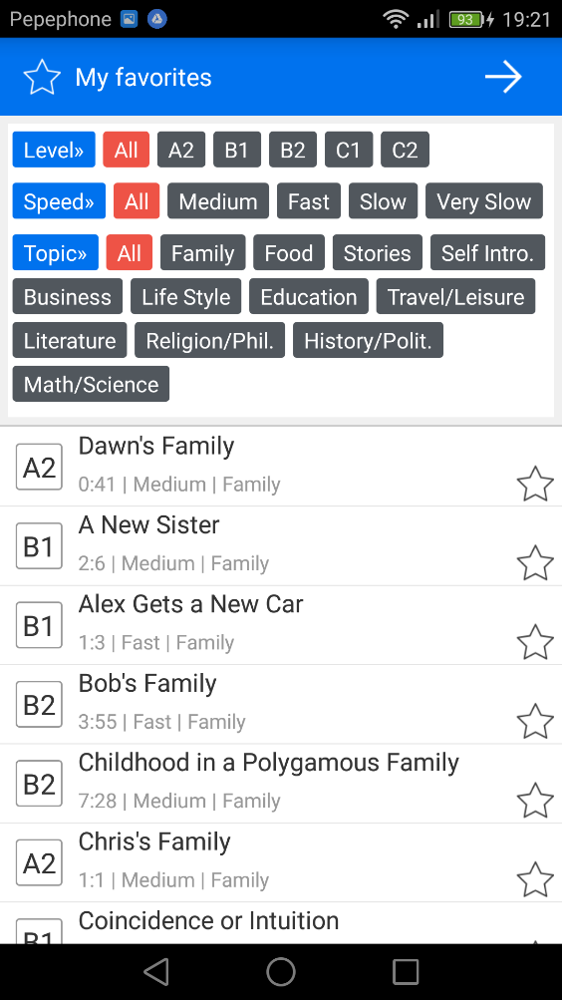 Pepephone 93 19:21
My favorites
Level» All A2 B1 B2 C1 C2
Speed» All Medium Fast Slow Very Slow
Topic» All Family Food Stories Self Intro.
Business Life Style Education Travel/Leisure
Literature Religion/Phil. History/Polit.
Math/Science
A2 Dawn's Family
0:41 | Medium | Family
B1 A New Sister
2:6 | Medium | Family
B1 Alex Gets a New Car
1:3 | Fast | Family
B2 Bob's Family
3:55 | Fast | Family
B2 Childhood in a Polygamous Family
7:28 | Medium | Family
A2 Chris's Family
1:1 | Medium | Family
B1 Coincidence or Intuition